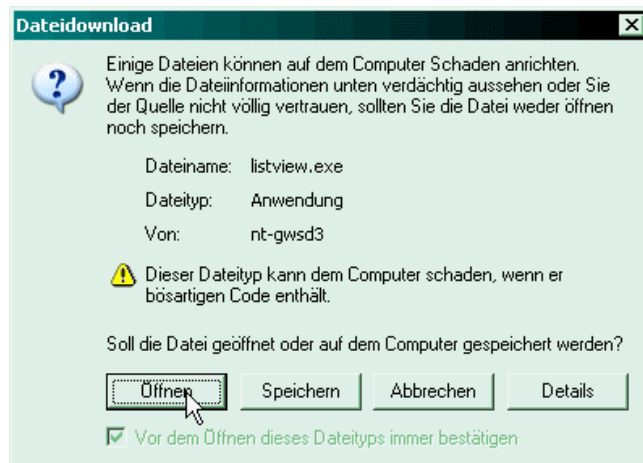 Dateidownload
Einige Dateien können auf dem Computer Schaden anrichten.
Wenn die Dateiinformationen unten verdächtig aussehen oder Sie
der Quelle nicht völlig vertrauen, sollten Sie die Datei weder öffnen
noch speichern.
Dateiname: listview.exe
Dateityp: Anwendung
Von: nt-gwsd3
Dieser Dateityp kann dem Computer schaden, wenn er
bösartigen Code enthält.
Soll die Datei geöffnet oder auf dem Computer gespeichert werden?
Öffnen Speichern Abbrechen Details
Vor dem Öffnen dieses Dateityps immer bestätigen